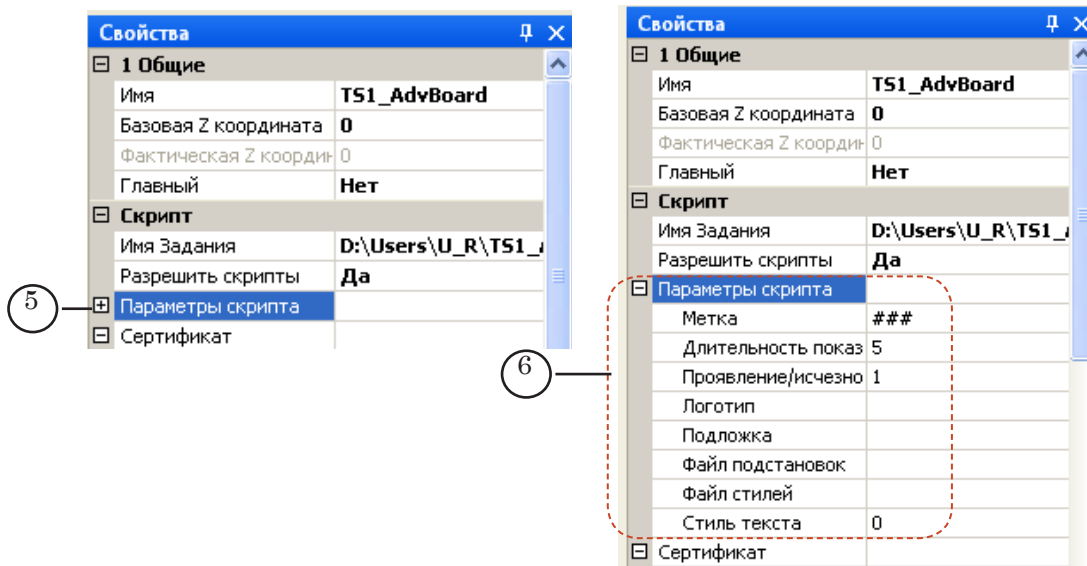 Свойства
1 Общие
Имя TS1_AdvBoard
Базовая Z координата 0
Фактическая Z координ 0
Главный Нет
Скрипт
Имя Задания D:\Users\U_R\TS1_
Разрешить скрипты Да
Параметры скрипта
Сертификат
5
Свойства
1 Общие
Имя TS1_AdvBoard
Базовая Z координата 0
Фактическая Z координ 0
Главный Нет
Скрипт
Имя Задания D:\Users\U_R\TS1_
Разрешить скрипты Да
Параметры скрипта
Метка ###
Длительность показ 5
Проявление/исчезно 1
Логотип
Подложка
Файл подстановок
Файл стилей
Стиль текста 0
Сертификат
6